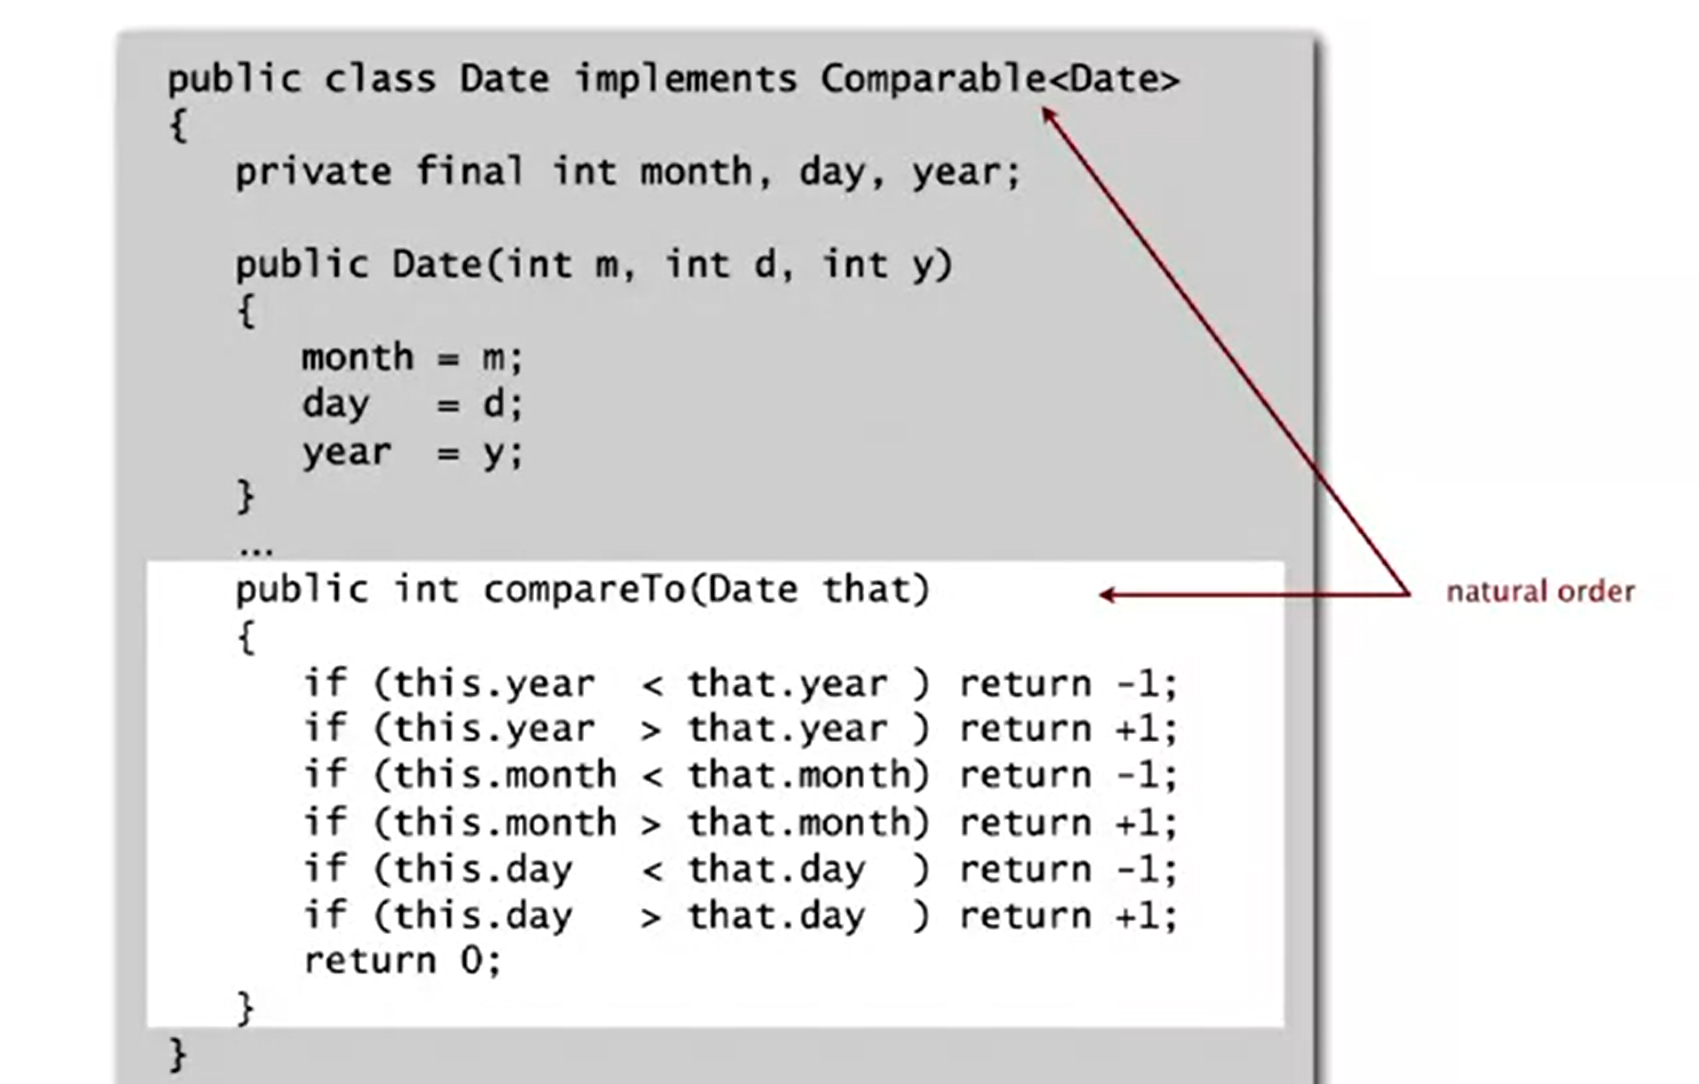 public class Date implements Comparable<Date>
{
private final int month, day, year;
public Date(int m, int d, int y)
{
month = m;
day = d;
year = y;
}
...
public int compareTo(Date that)
{
if (this.year < that.year ) return -1;
if (this.year > that.year ) return +1;
if (this.month < that.month) return -1;
if (this.month > that.month) return +1;
if (this.day < that.day ) return -1;
if (this.day > that.day ) return +1;
return 0;
}
}
natural order